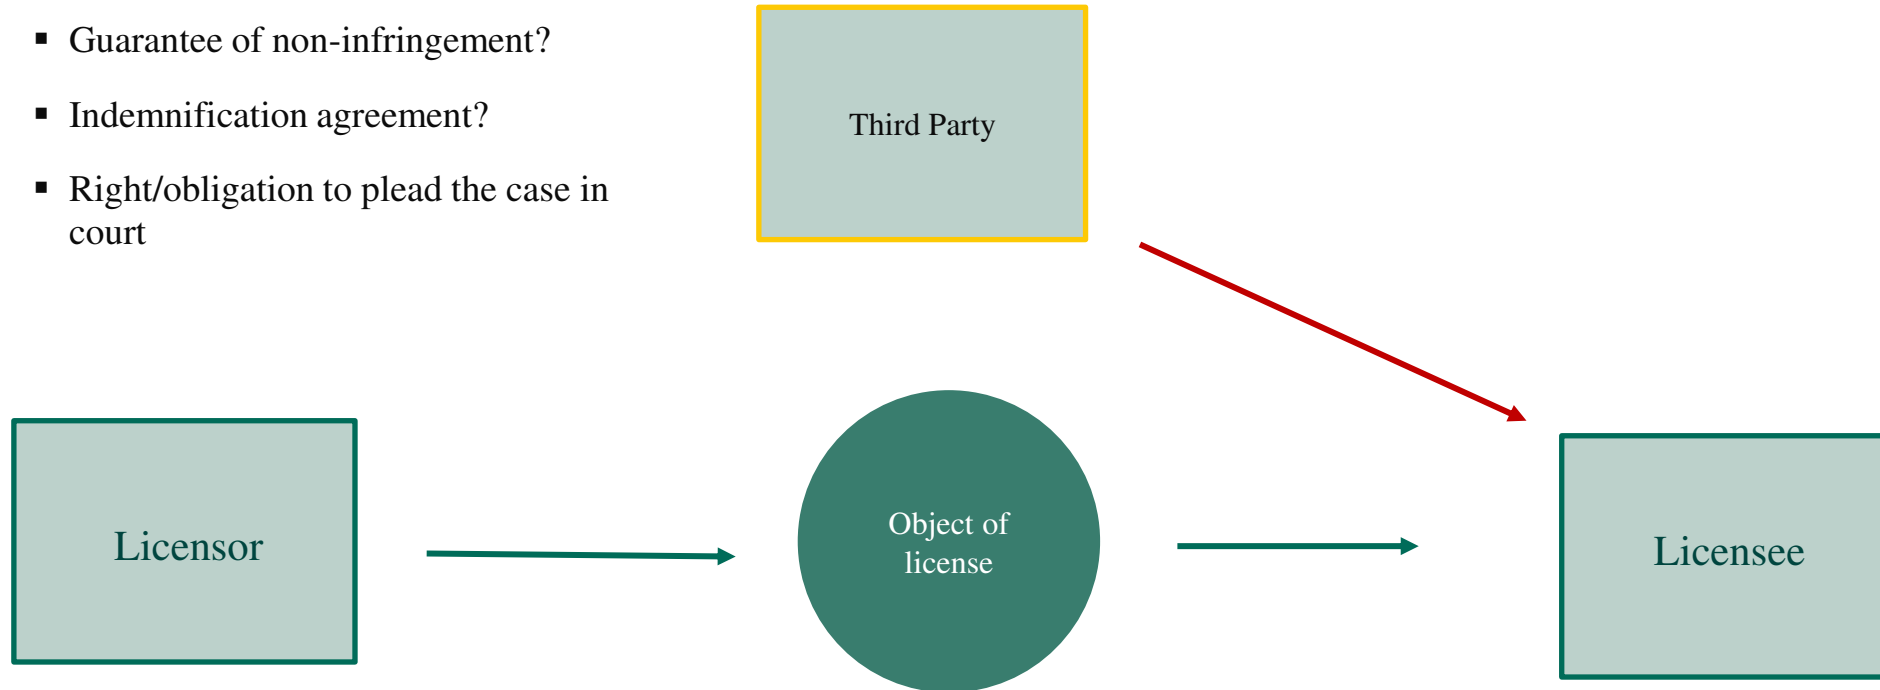 ▪ Guarantee of non-infringement?
▪ Indemnification agreement?
▪ Right/obligation to plead the case in
court
Third Party
Licensor
Object of
license
Licensee